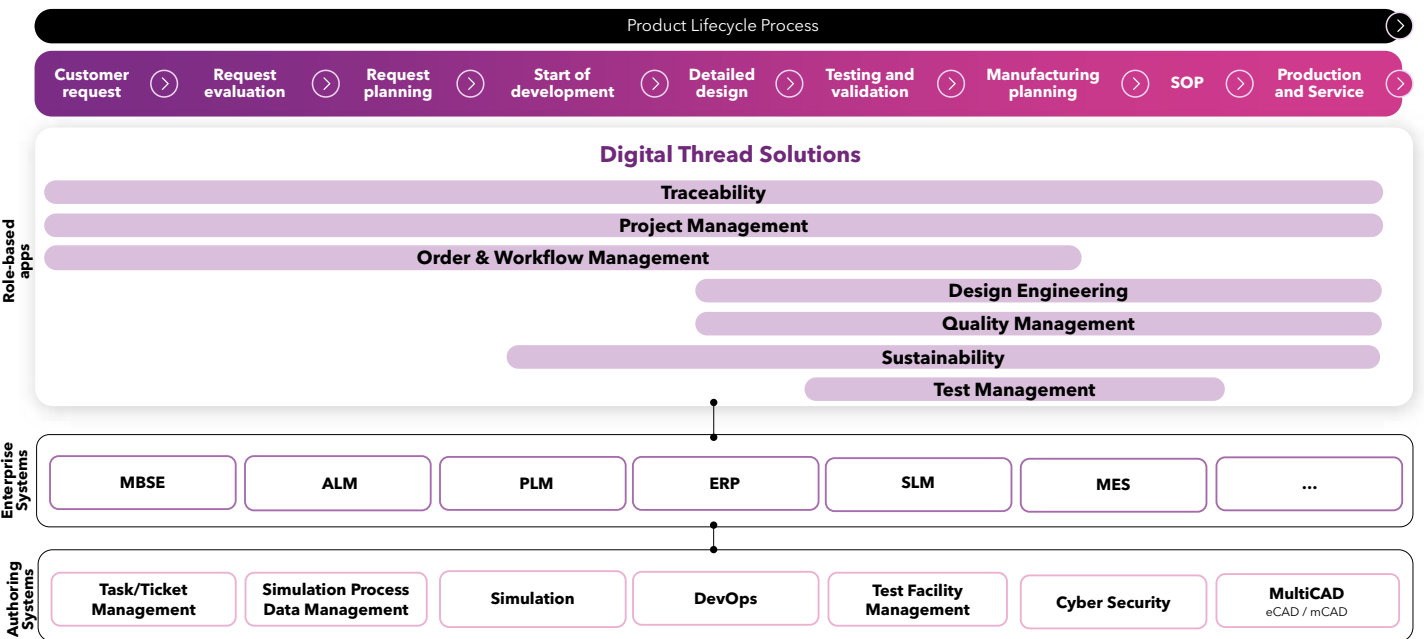 Product Lifecycle Process
Customer
request
Request
evaluation
Request
planning
Start of
development
Detailed
design
Testing and
validation
Manufacturing
planning
SOP
Production
and Service
Role-based
apps
Digital Thread Solutions
Traceability
Project Management
Order & Workflow Management
Design Engineering
Quality Management
Sustainability
Test Management
Enterprise
Systems
MBSE
ALM
PLM
ERP
SLM
MES
...
Authoring
Systems
Task/Ticket
Management
Simulation Process
Data Management
Simulation
DevOps
Test Facility
Management
Cyber Security
MultiCAD
eCAD / mCAD